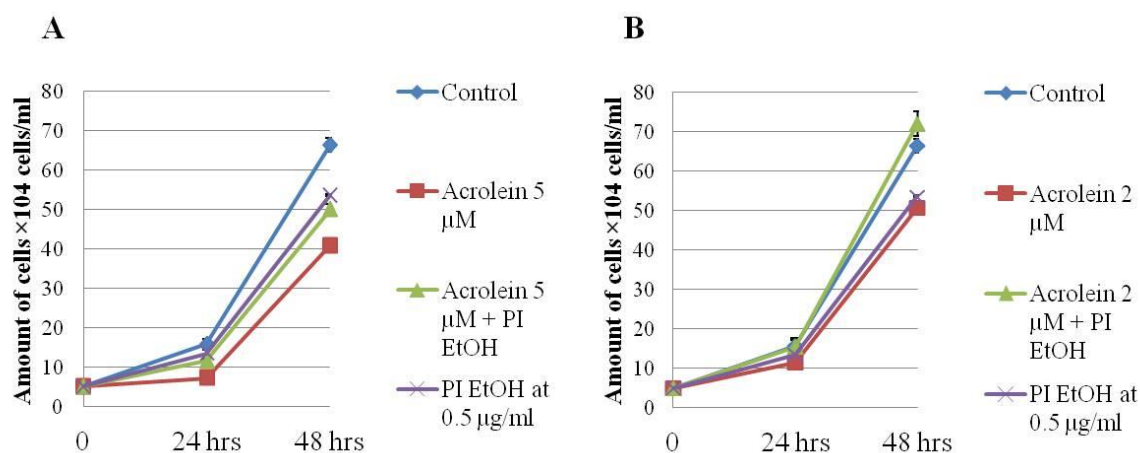 A
Amount of cells ×104 cells/ml
80
70
60
50
40
30
20
10
0
0
24 hrs
48 hrs
Control
Acrolein 5
μM
Acrolein 5
μM + PI
EtOH
PI EtOH at
0.5 μg/ml
B
Amount of cells ×104 cells/ml
80
70
60
50
40
30
20
10
0
0
24 hrs
48 hrs
Control
Acrolein 2
μM
Acrolein 2
μM + PI
EtOH
PI EtOH at
0.5 μg/ml